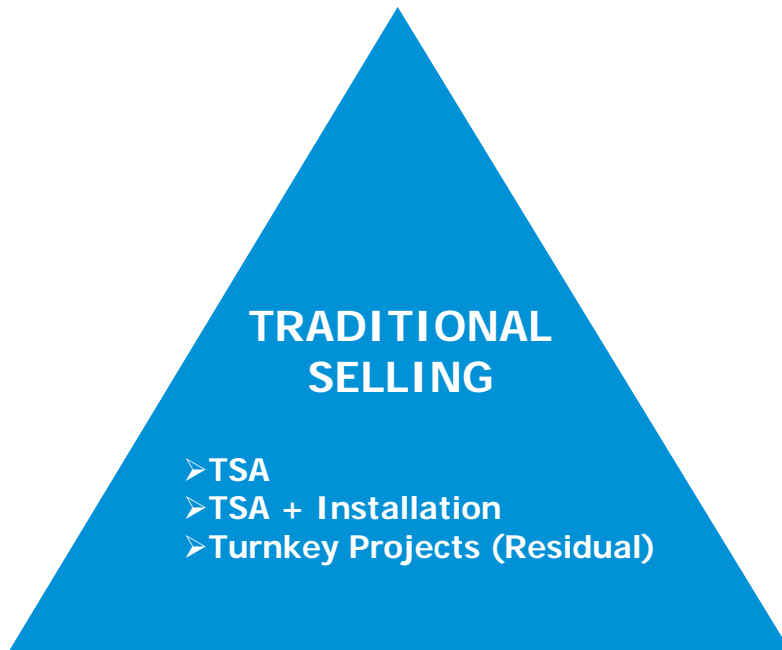 TRADITIONAL
SELLING
➢TSA
➢TSA + Installation
➢Turnkey Projects (Residual)